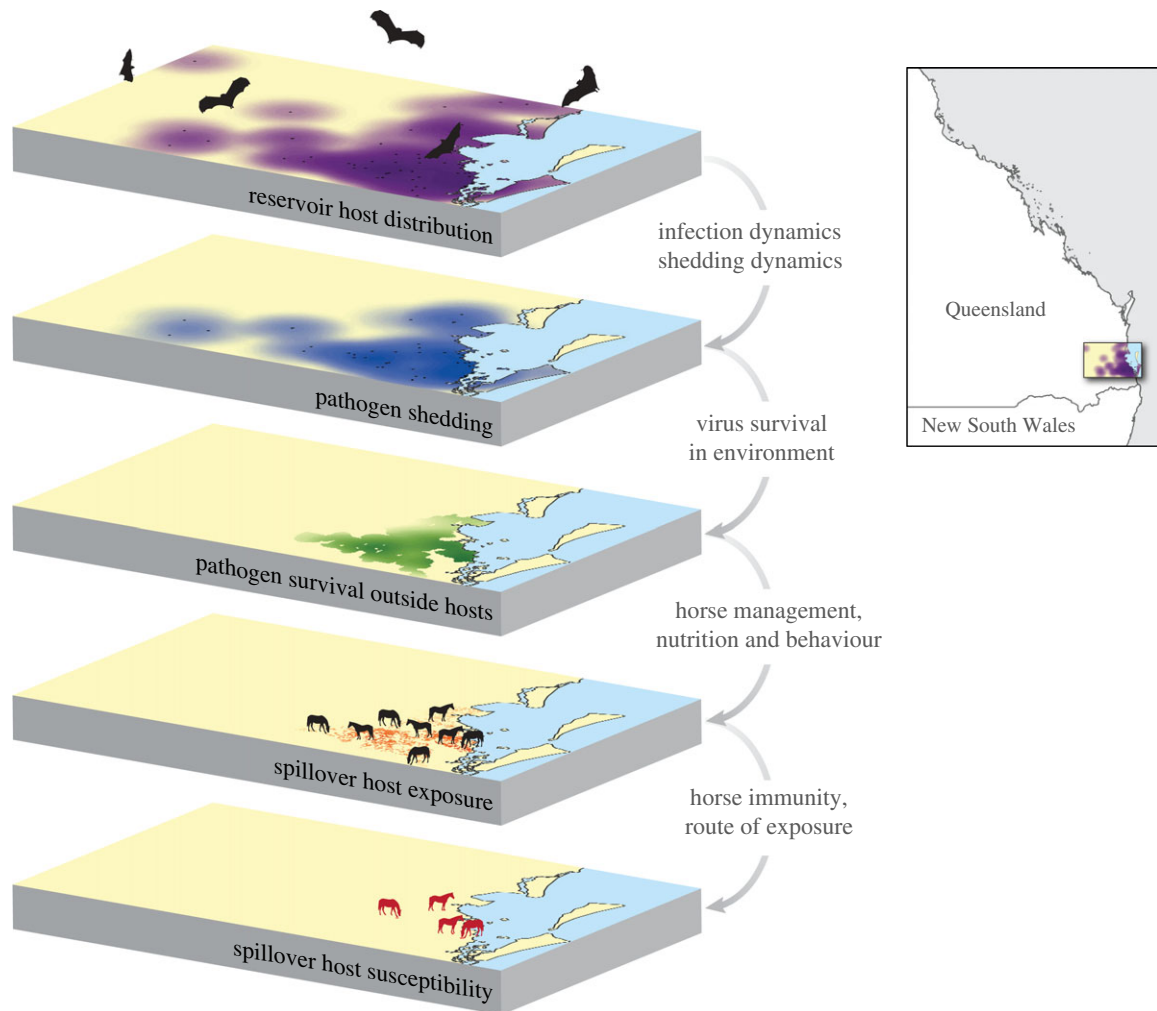 reservoir host distribution
infection dynamics
shedding dynamics
pathogen shedding
virus survival
in environment
pathogen survival outside hosts
horse management,
nutrition and behaviour
spillover host exposure
horse immunity,
route of exposure
spillover host susceptibility
Queensland
New South Wales